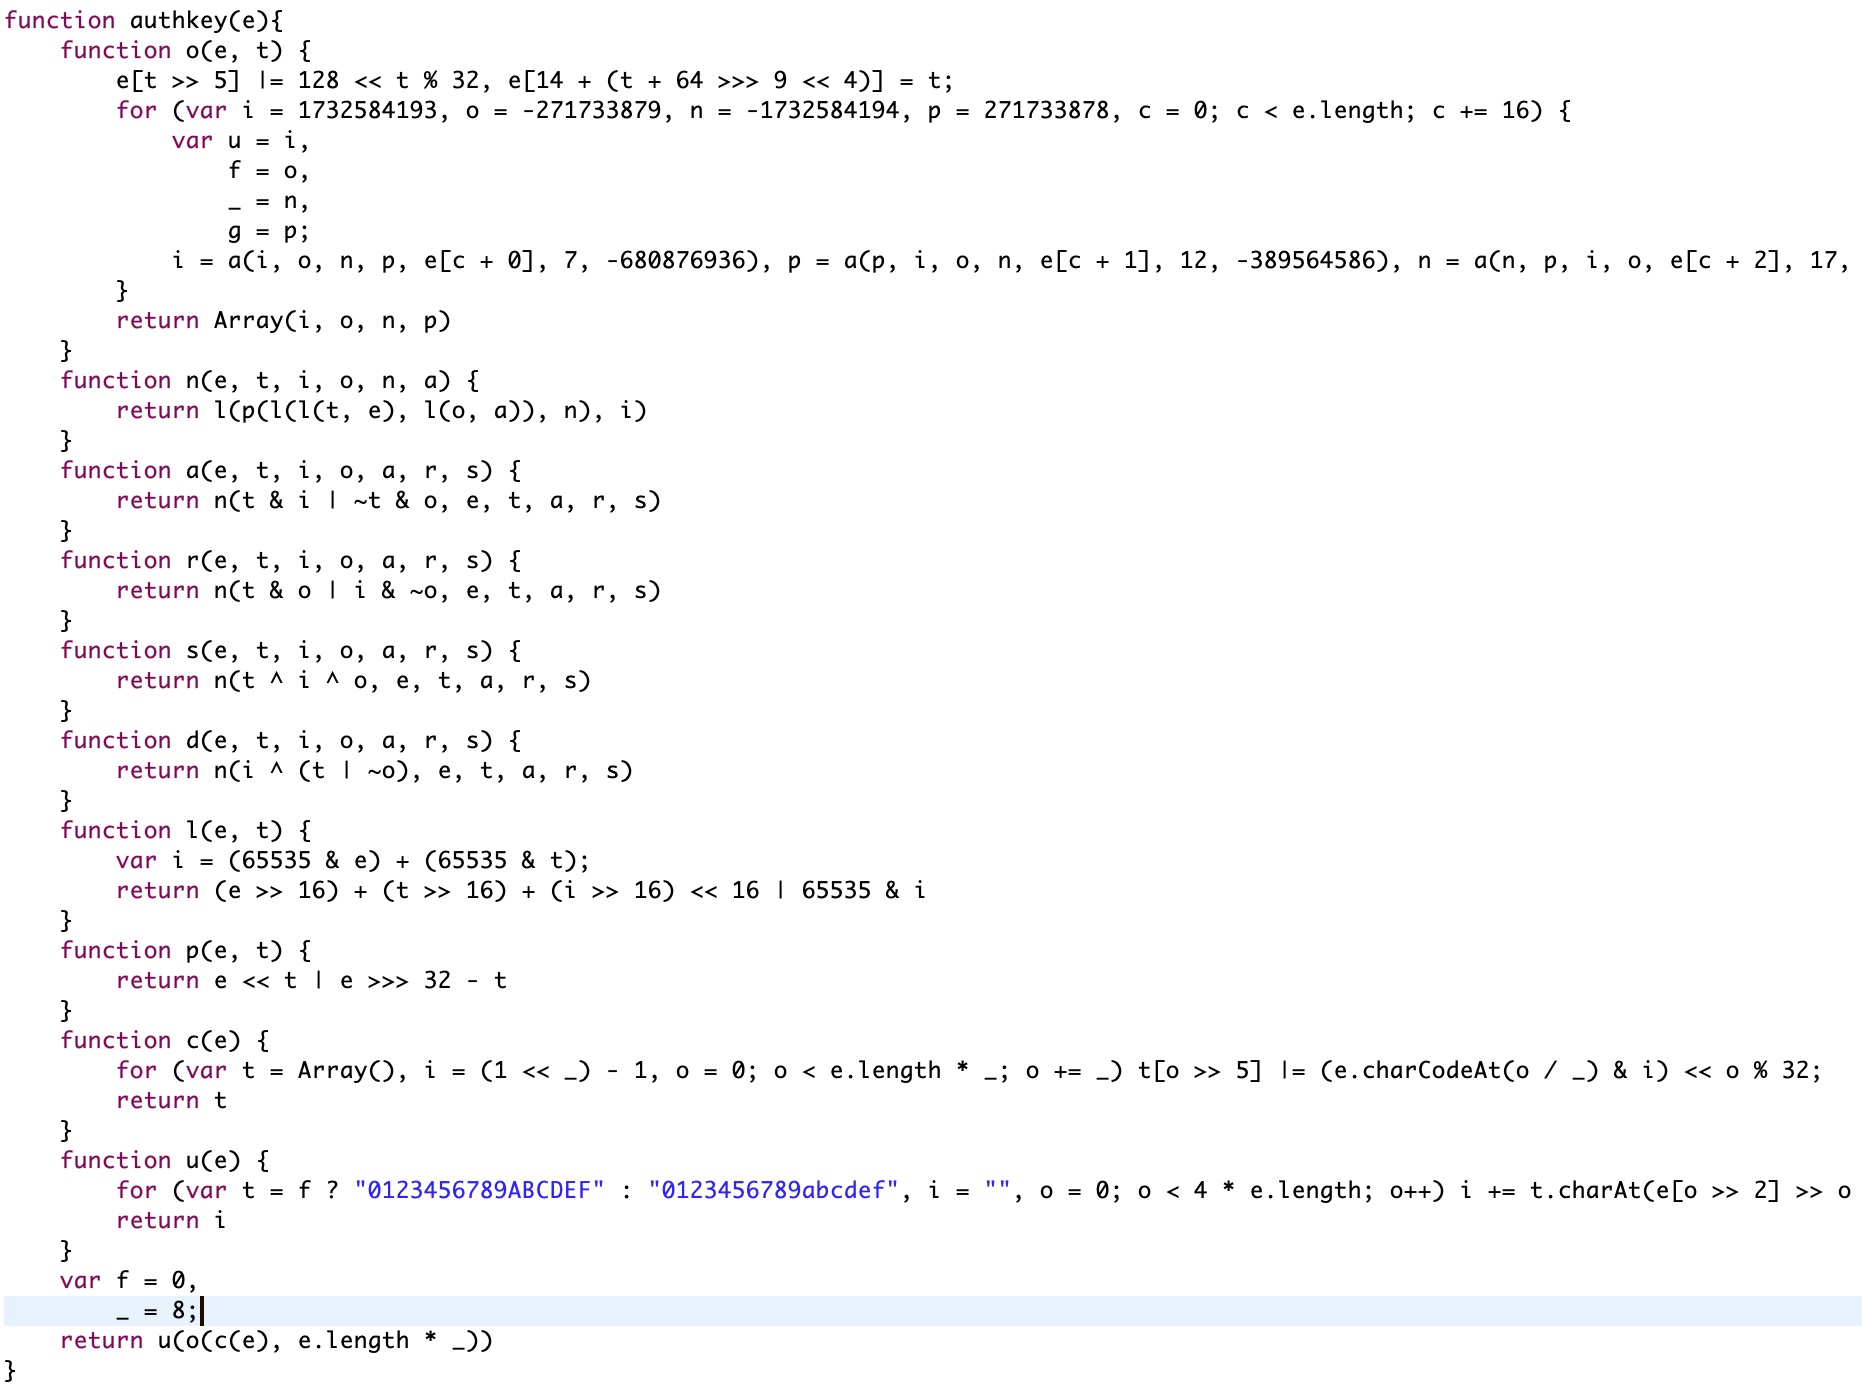 function authkey(e){
    function o(e, t) {
        e[t >> 5] |= 128 << t % 32, e[14 + (t + 64 >>> 9 << 4)] = t;
        for (var i = 1732584193, o = -271733879, n = -1732584194, p = 271733878, c = 0; c < e.length; c += 16) {
            var u = i,
                f = o,
                _ = n,
                g = p;
            i = a(i, o, n, p, e[c + 0], 7, -680876936), p = a(p, i, o, n, e[c + 1], 12, -389564586), n = a(n, p, i, o, e[c + 2], 17,
        }
        return Array(i, o, n, p)
    }
    function n(e, t, i, o, n, a) {
        return l(p(l(l(t, e), l(o, a)), n), i)
    }
    function a(e, t, i, o, a, r, s) {
        return n(t & i | ~t & o, e, t, a, r, s)
    }
    function r(e, t, i, o, a, r, s) {
        return n(t & o | i & ~o, e, t, a, r, s)
    }
    function s(e, t, i, o, a, r, s) {
        return n(t ^ i ^ o, e, t, a, r, s)
    }
    function d(e, t, i, o, a, r, s) {
        return n(i ^ (t | ~o), e, t, a, r, s)
    }
    function l(e, t) {
        var i = (65535 & e) + (65535 & t);
        return (e >> 16) + (t >> 16) + (i >> 16) << 16 | 65535 & i
    }
    function p(e, t) {
        return e << t | e >>> 32 - t
    }
    function c(e) {
        for (var t = Array(), i = (1 << _) - 1, o = 0; o < e.length * _; o += _) t[o >> 5] |= (e.charCodeAt(o / _) & i) << o % 32;
        return t
    }
    function u(e) {
        for (var t = f ? "0123456789ABCDEF" : "0123456789abcdef", i = "", o = 0; o < 4 * e.length; o++) i += t.charAt(e[o >> 2] >> o
        return i
    }
    var f = 0,
        _ = 8;
    return u(o(c(e), e.length * _))
}